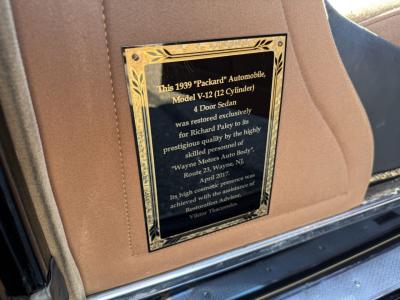 This 1939 "Packard" Automobile,
Model V-12 (12 Cylinder)
4 Door Sedan
was restored exclusively
for Richard Paley to its
prestigious quality by the highly
skilled personnel of
"Wayne Motors Auto Body",
Route 23, Wayne, NJ,
April 2017.
Its high cosmetic presence was
achieved with the assistance of
Restoration Advisor,
Viktor